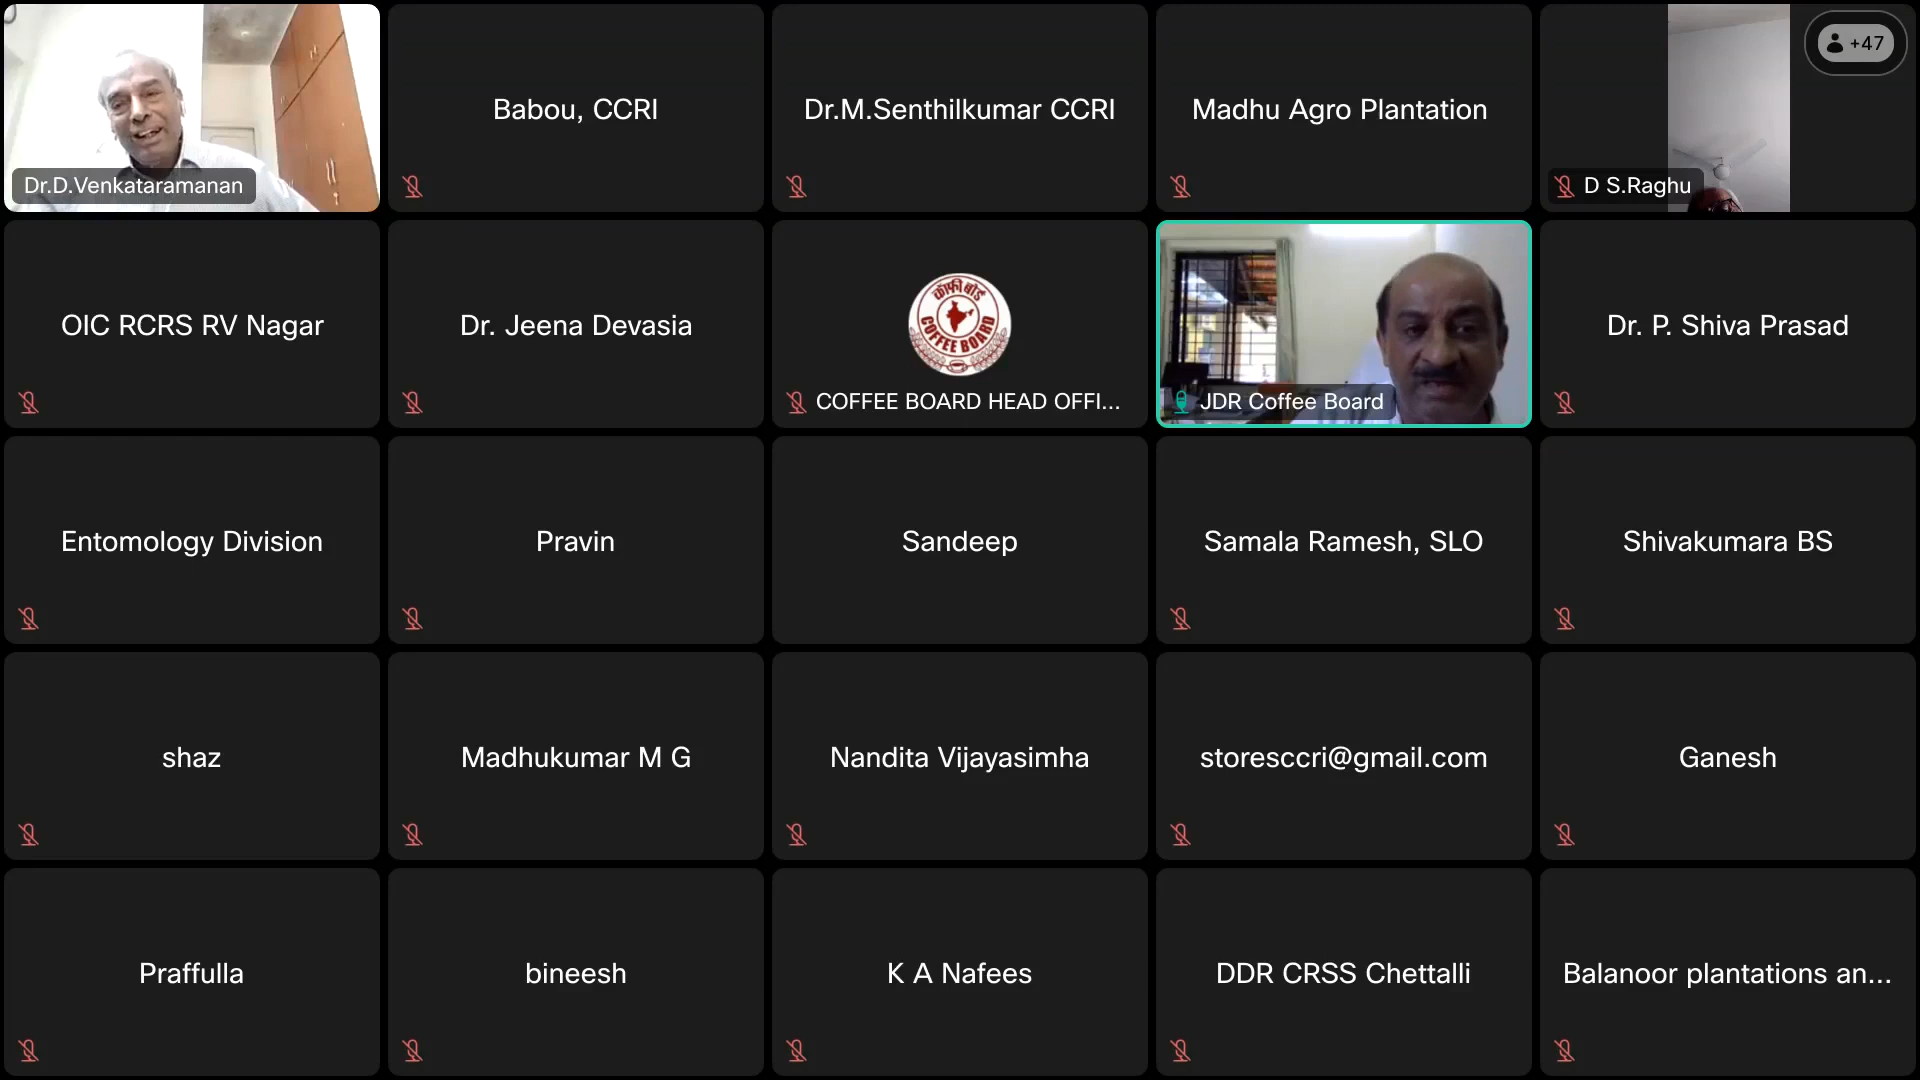 Dr.D.Venkataramanan
Babou, CCRI
Dr.M.Senthilkumar CCRI
Madhu Agro Plantation
D S.Raghu
+47
OIC RCRS RV Nagar
Dr. Jeena Devasia
कॉफी बोर्ड
COFFEE BOARD
COFFEE BOARD HEAD OFFI...
JDR Coffee Board
Dr. P. Shiva Prasad
Entomology Division
Pravin
Sandeep
Samala Ramesh, SLO
Shivakumara BS
shaz
Madhukumar M G
Nandita Vijayasimha
storesccri@gmail.com
Ganesh
Praffulla
bineesh
K A Nafees
DDR CRSS Chettalli
Balanoor plantations an...